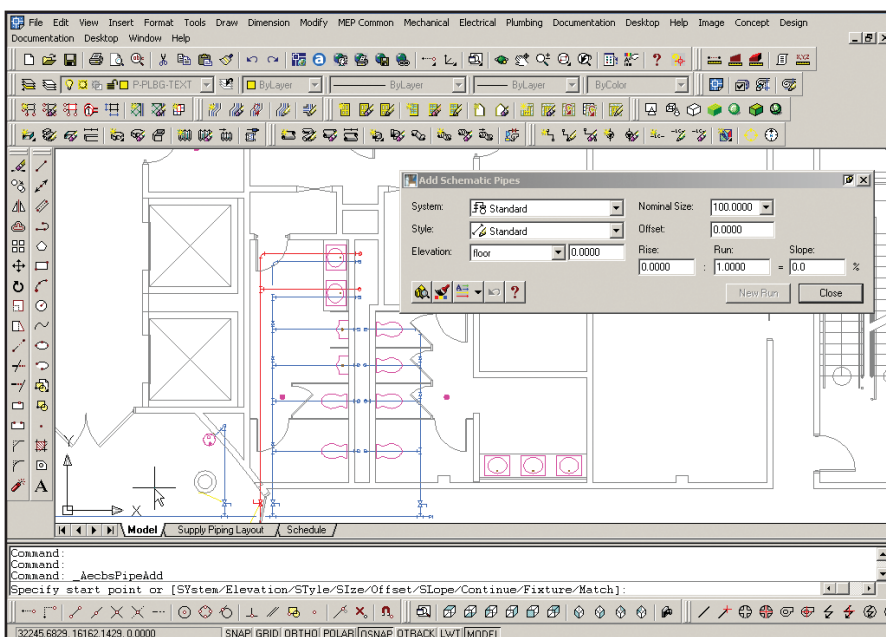 File Edit View Insert Format Tools Draw Dimension Modify MEP Common Mechanical Electrical Plumbing Documentation Desktop Help Image Concept Design
Documentation Desktop Window Help
P-PLBG-TEXT ByLayer ByLayer ByLayer ByColor
Add Schematic Pipes
System: Standard Nominal Size: 100.0000
Style: Standard Offset: 0.0000
Elevation: floor 0.0000 Rise: Run: Slope:
0.0000 : 1.0000 = 0.0 %
New Run Close
Y
X
A
Model Supply Piping Layout Schedule
Command:
Command:
Command: _AecbsPipeAdd
Specify start point or [SYstem/Elevation/STyle/SIze/Offset/SLope/Continue/Fixture/Match]:
32245.6829, 16162.1429, 0.0000 SNAP GRID ORTHO POLAR OSNAP OTRACK LWT MODEL